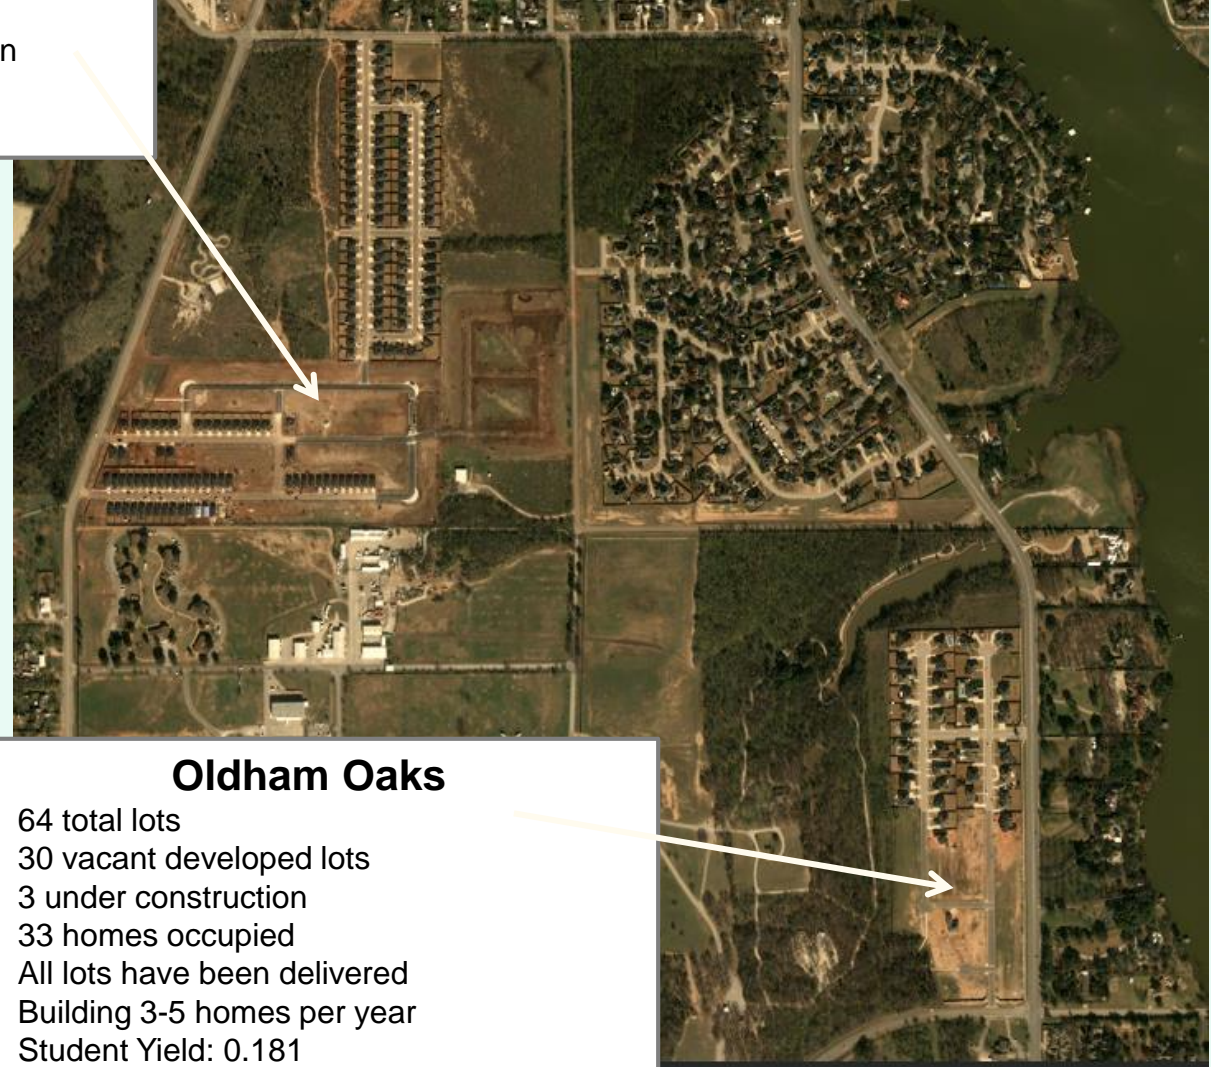 n
Oldham Oaks
64 total lots
30 vacant developed lots
3 under construction
33 homes occupied
All lots have been delivered
Building 3-5 homes per year
Student Yield: 0.181